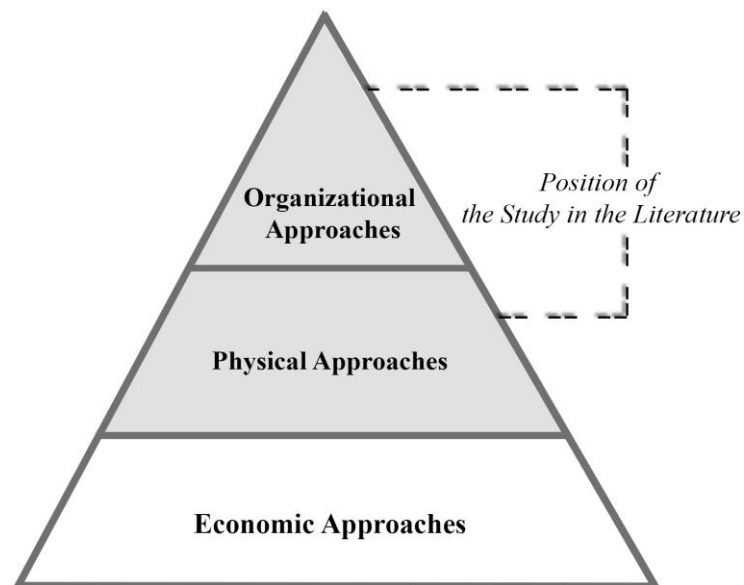 Organizational
Approaches
Position of
the Study in the Literature
Physical Approaches
Economic Approaches